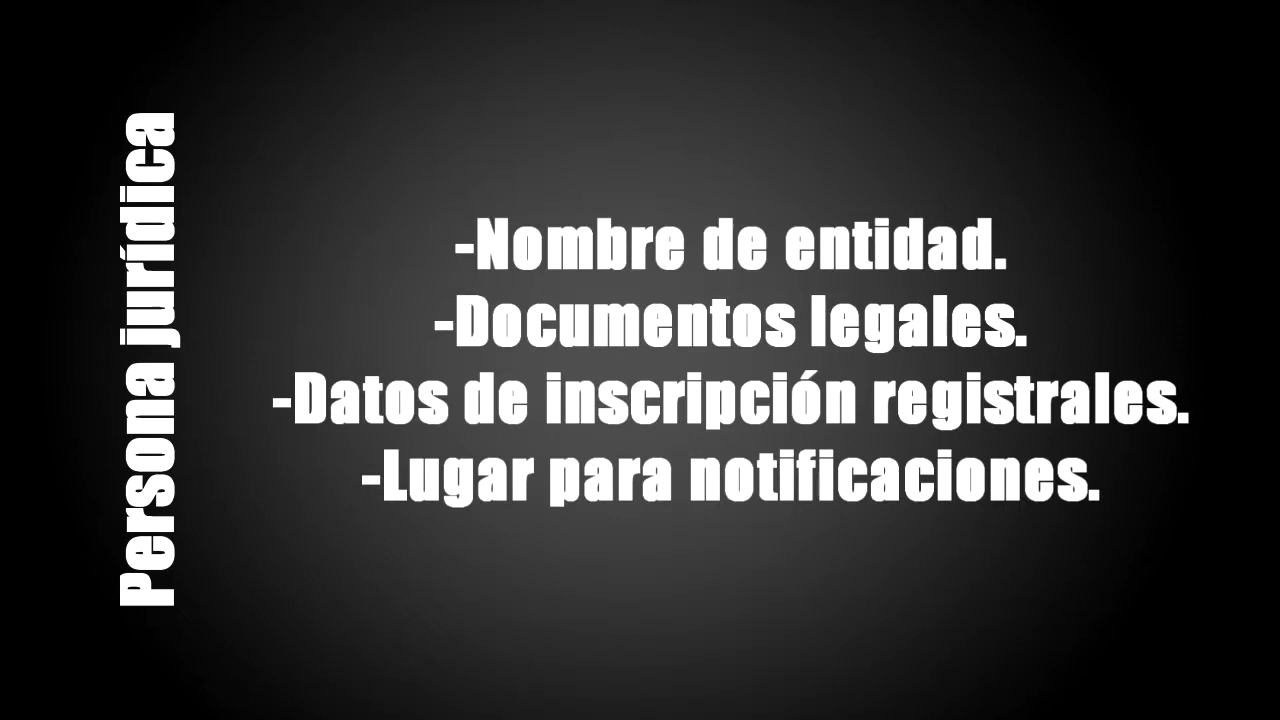 Persona jurídica
-Nombre de entidad.
-Documentos legales.
-Datos de inscripción registrales.
-Lugar para notificaciones.